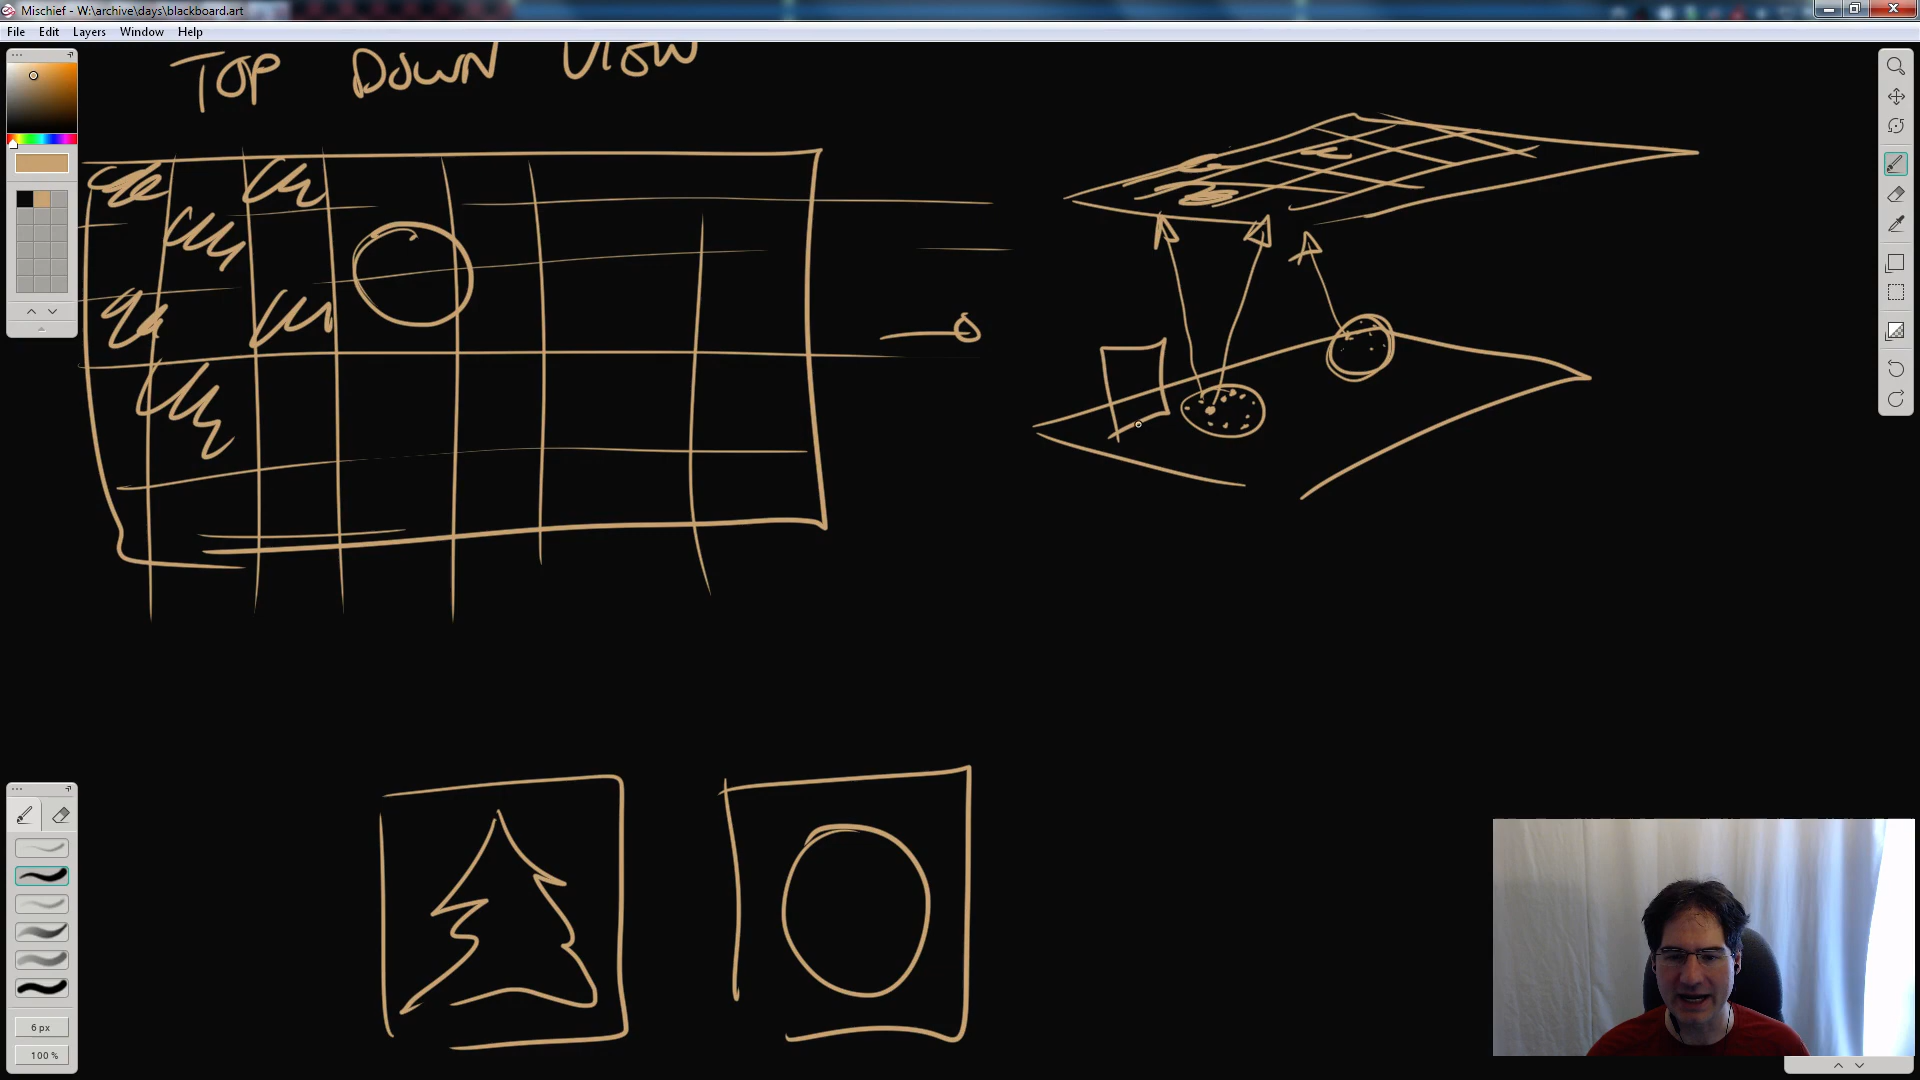 Mischief - W:\archive\days\blackboard.art
File Edit Layers Window Help
TOP DOWN VIEW
6 px
100 %